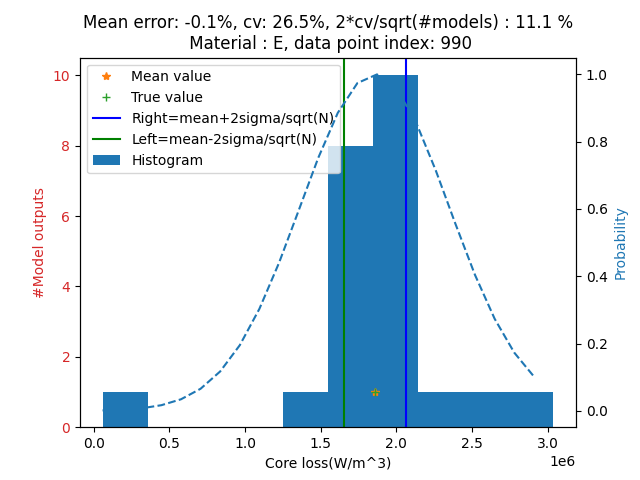 Mean error: -0.1%, cv: 26.5%, 2*cv/sqrt(#models) : 11.1 %
Material : E, data point index: 990
Mean value
True value
Right=mean+2sigma/sqrt(N)
Left=mean-2sigma/sqrt(N)
Histogram
#Model outputs
10
8
6
4
2
0
1.0
0.8
0.6
0.4
0.2
0.0
Probability
0.0 0.5 1.0 1.5 2.0 2.5 3.0
1e6
Core loss(W/m^3)